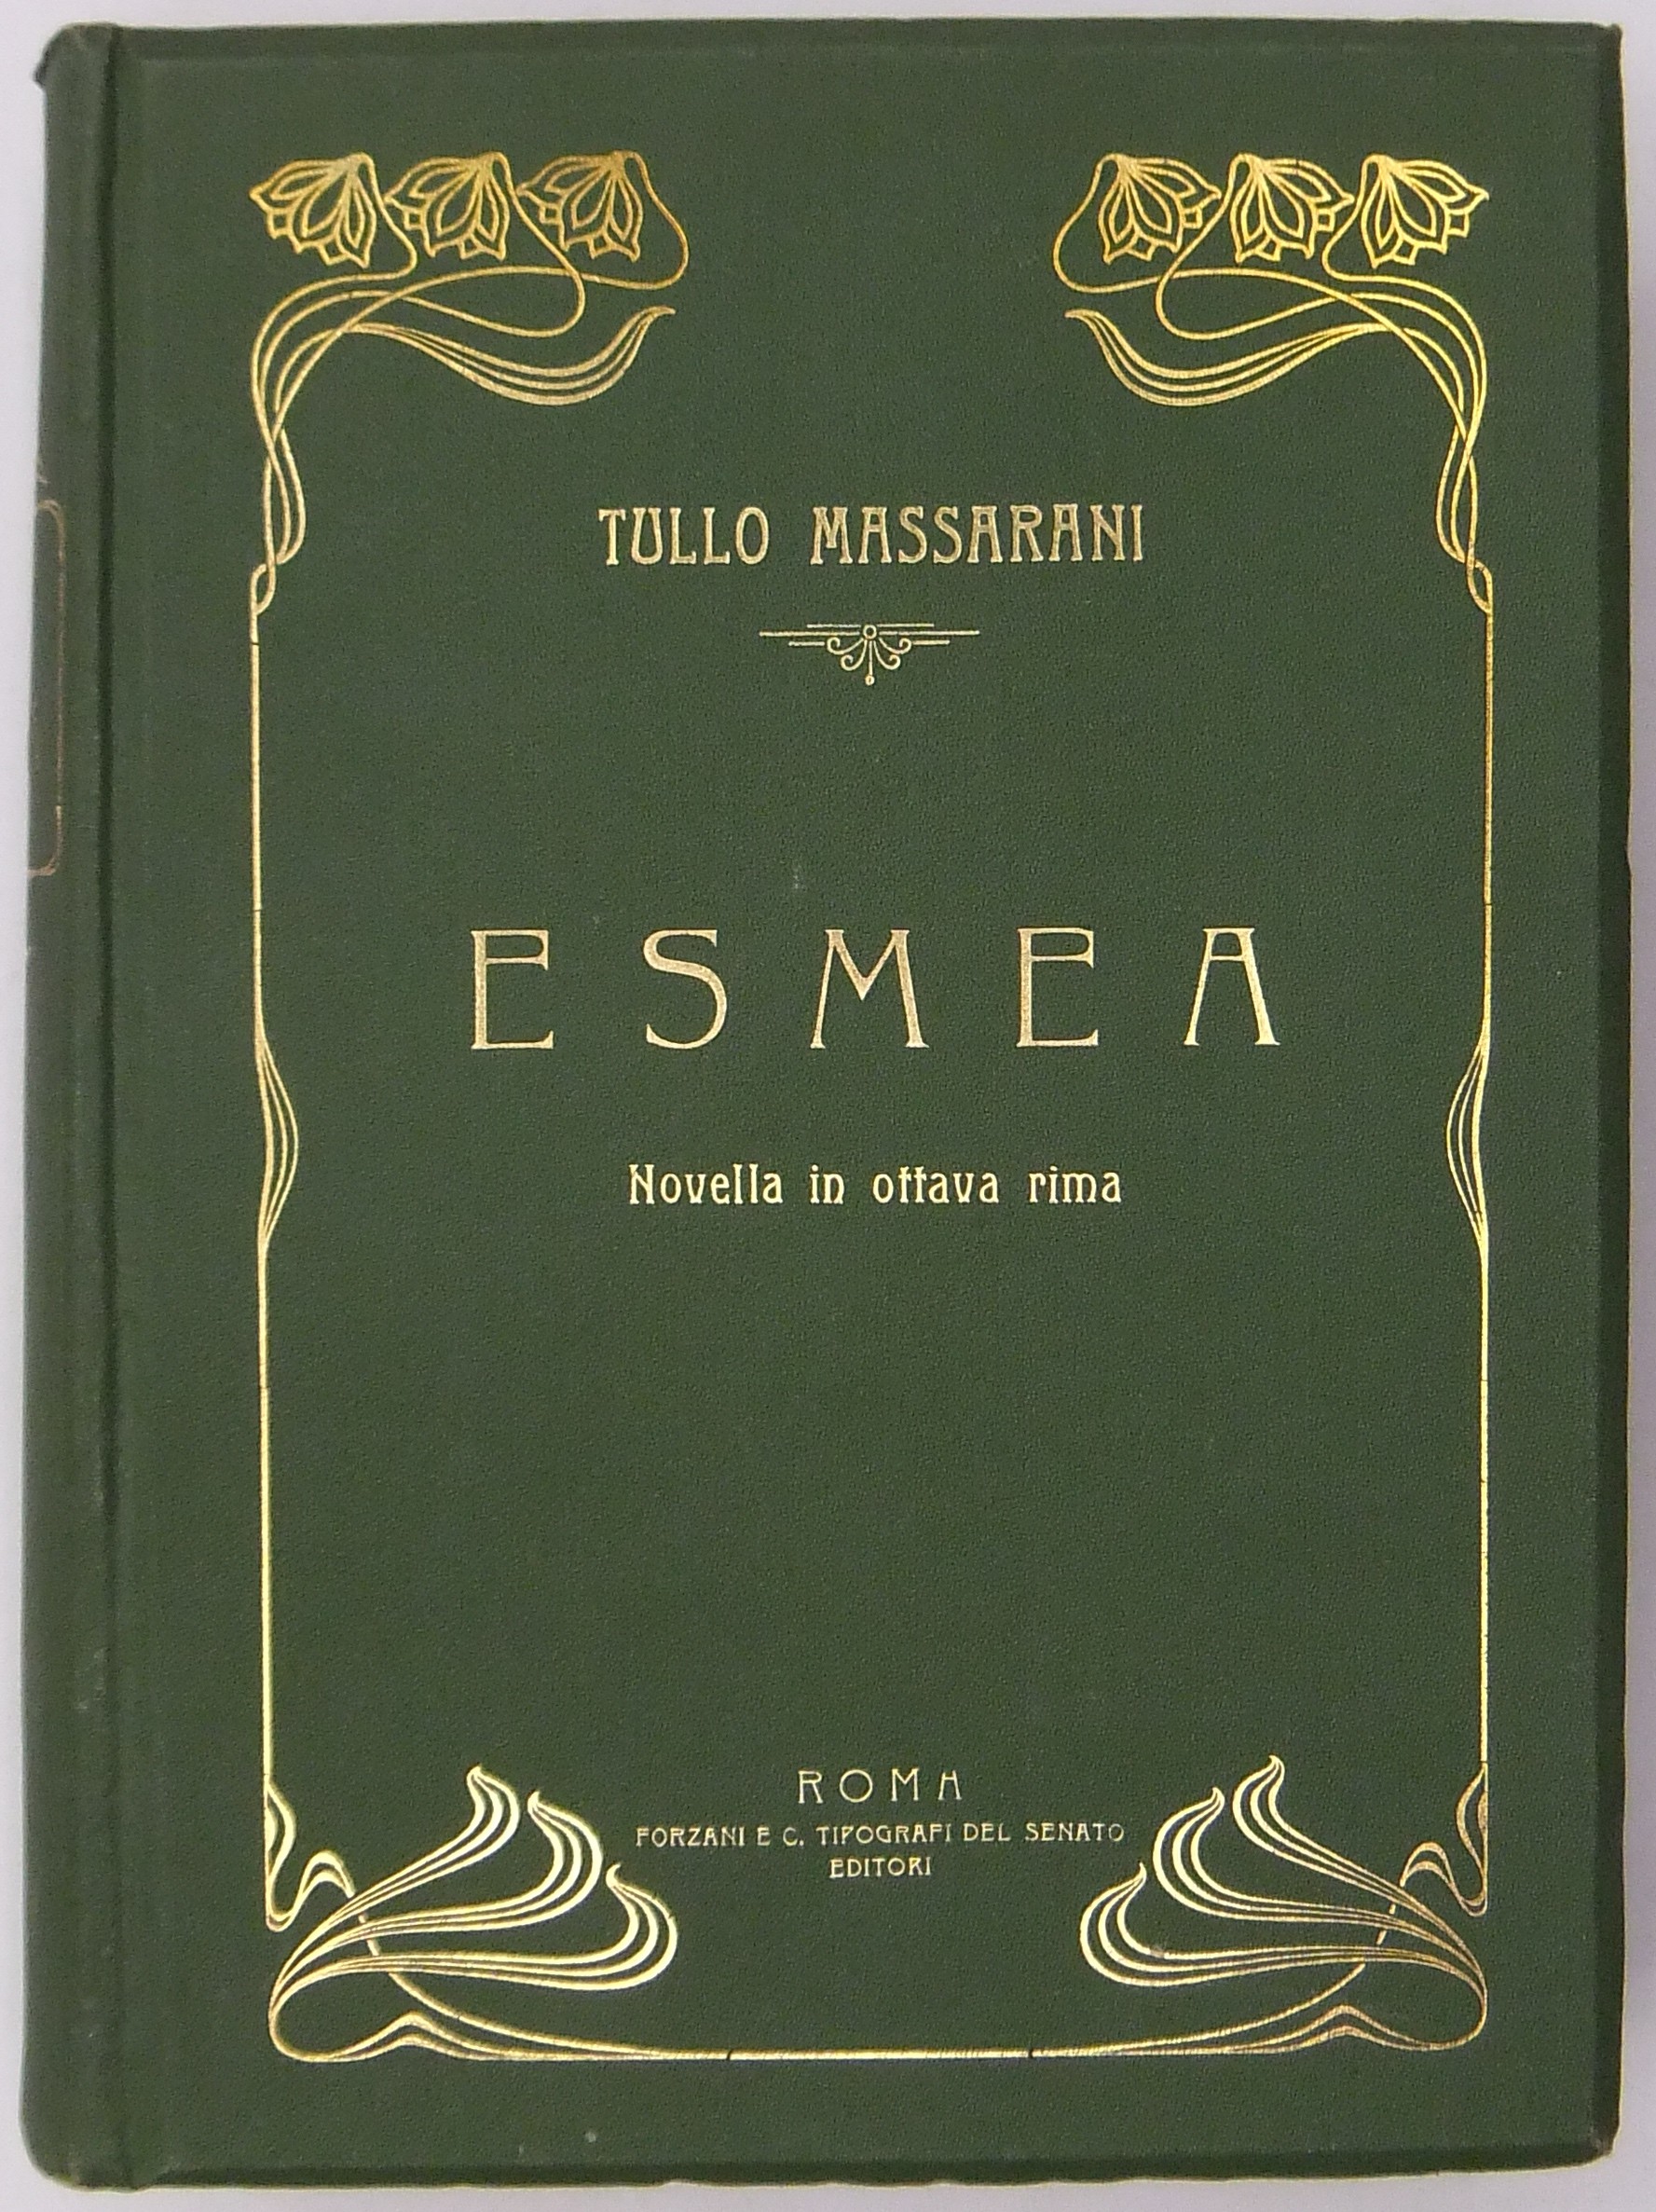 TULLO MASSARANI
ESMEA
Novella in ottava rima
ROMA
FORZANI E C. TIPOGRAFI DEL SENATO
EDITORI